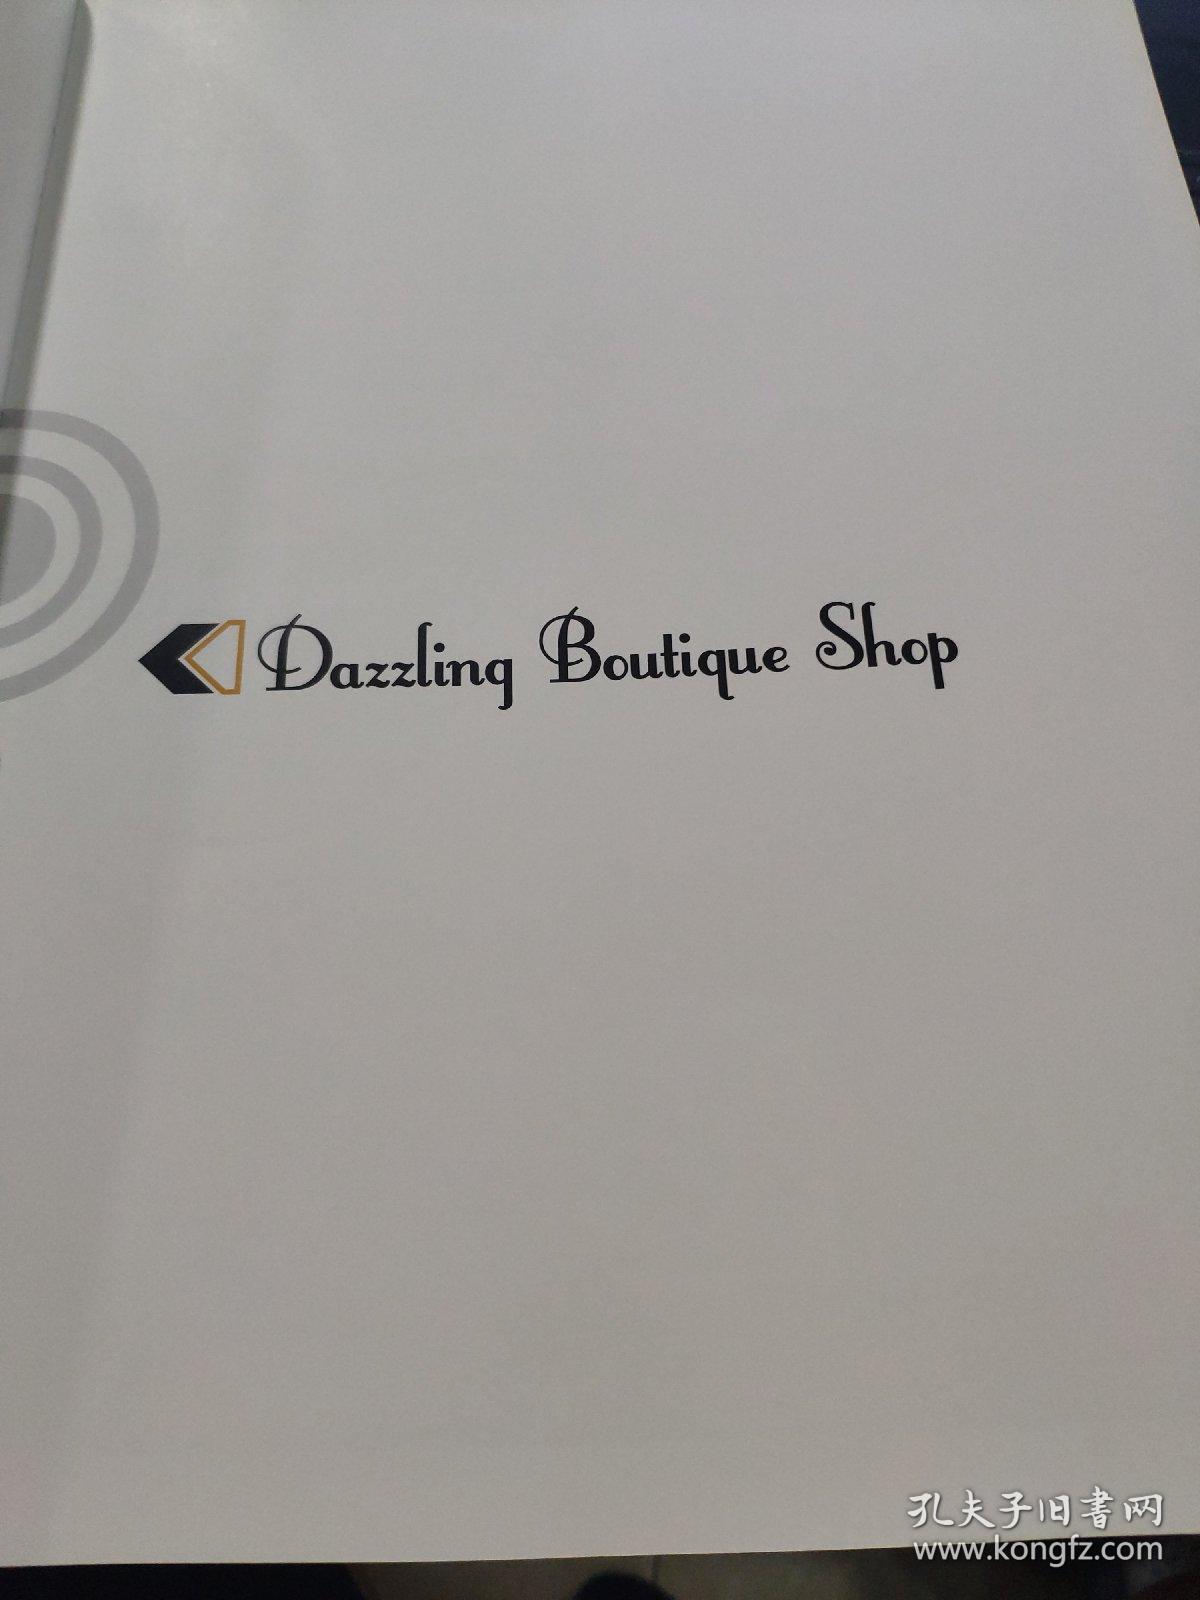 Dazzling Boutique Shop
孔夫子旧書网
www.kongfz.com